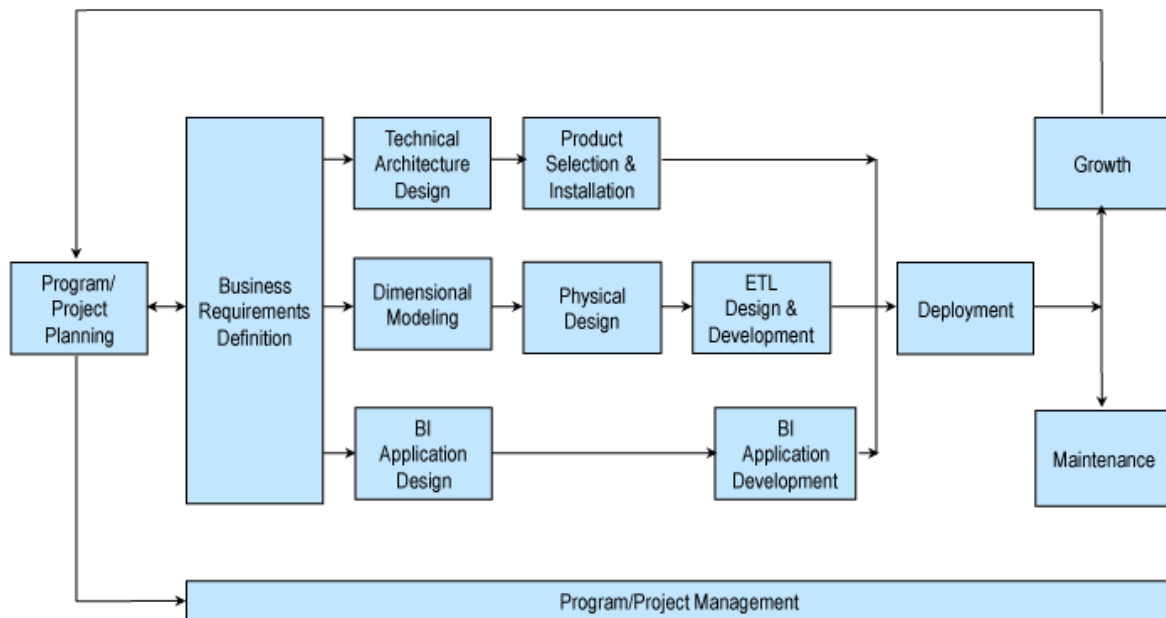 Program/
Project
Planning
Business
Requirements
Definition
Technical
Architecture
Design
Product
Selection &
Installation
Dimensional
Modeling
Physical
Design
ETL
Design &
Development
BI
Application
Design
BI
Application
Development
Deployment
Growth
Maintenance
Program/Project Management